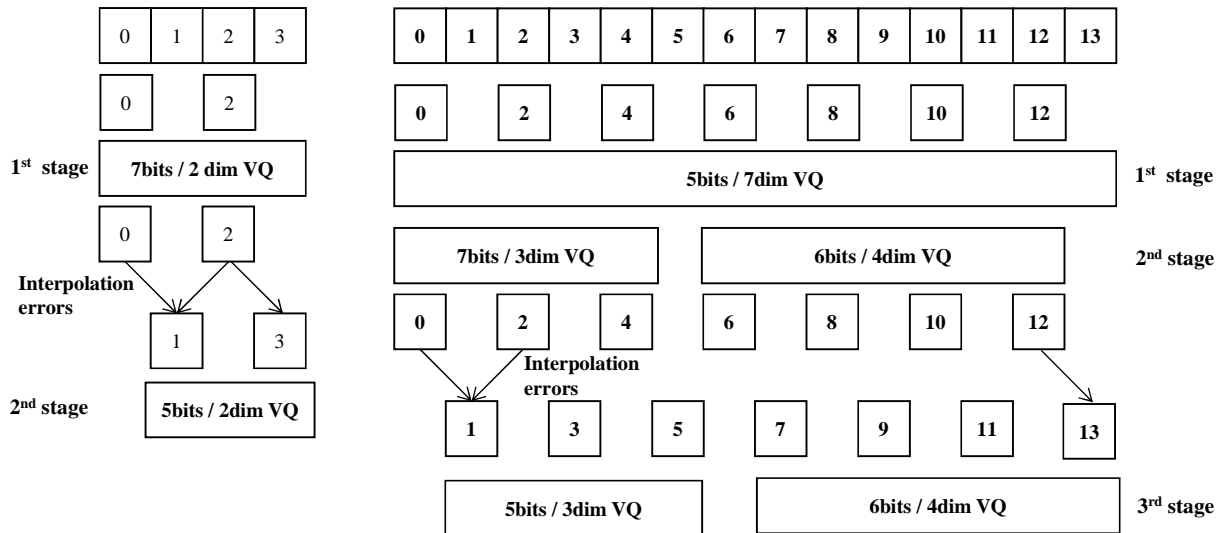 0 1 2 3
0 2
1st stage
7bits / 2 dim VQ
0 2
Interpolation
errors
1 3
2nd stage
5bits / 2dim VQ
0 1 2 3 4 5 6 7 8 9 10 11 12 13
0 2 4 6 8 10 12
5bits / 7dim VQ
1st stage
7bits / 3dim VQ
6bits / 4dim VQ
2nd stage
0 2 4 6 8 10 12
Interpolation
errors
1 3 5 7 9 11 13
5bits / 3dim VQ
6bits / 4dim VQ
3rd stage